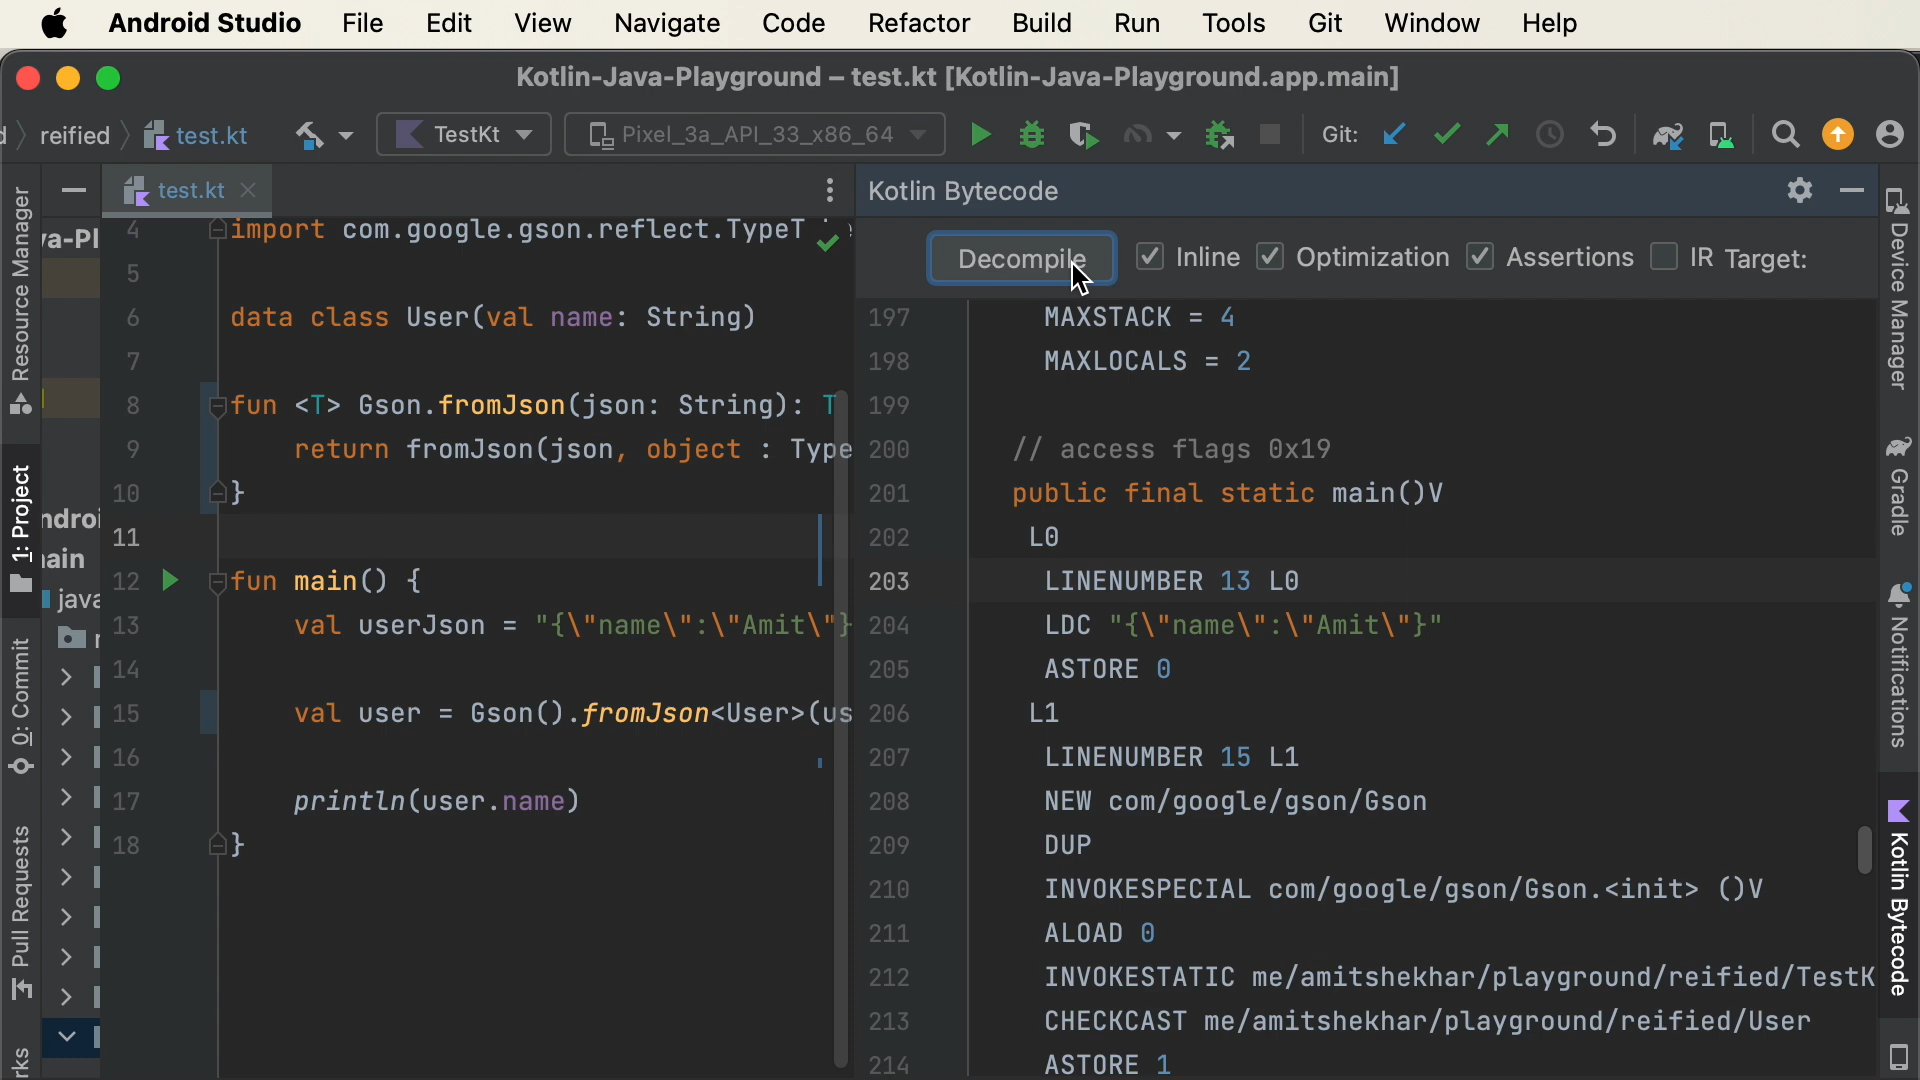 Android Studio File Edit View Navigate Code Refactor Build Run Tools Git Window Help
Kotlin-Java-Playground – test.kt [Kotlin-Java-Playground.app.main]
reified test.kt TestKt Pixel_3a_API_33_x86_64 Git:
test.kt
Kotlin Bytecode
Decompile Inline Optimization Assertions IR Target:
Resource Manager
1: Project
0: Commit
Pull Requests
va-Pl
ndroi
ain
java
4 import com.google.gson.reflect.TypeT
5
6 data class User(val name: String)
7
8 fun <T> Gson.fromJson(json: String): T
9 return fromJson(json, object : Type
10 }
11
12 fun main() {
13 val userJson = "{\"name\":\"Amit\"}
14
15 val user = Gson().fromJson<User>(us
16
17 println(user.name)
18 }
197 MAXSTACK = 4
198 MAXLOCALS = 2
199
200 // access flags 0x19
201 public final static main()V
202 L0
203 LINENUMBER 13 L0
204 LDC "{\"name\":\"Amit\"}"
205 ASTORE 0
206 L1
207 LINENUMBER 15 L1
208 NEW com/google/gson/Gson
209 DUP
210 INVOKESPECIAL com/google/gson/Gson.<init> ()V
211 ALOAD 0
212 INVOKESTATIC me/amitshekhar/playground/reified/TestK
213 CHECKCAST me/amitshekhar/playground/reified/User
214 ASTORE 1
Device Manager
Gradle
Notifications
Kotlin Bytecode